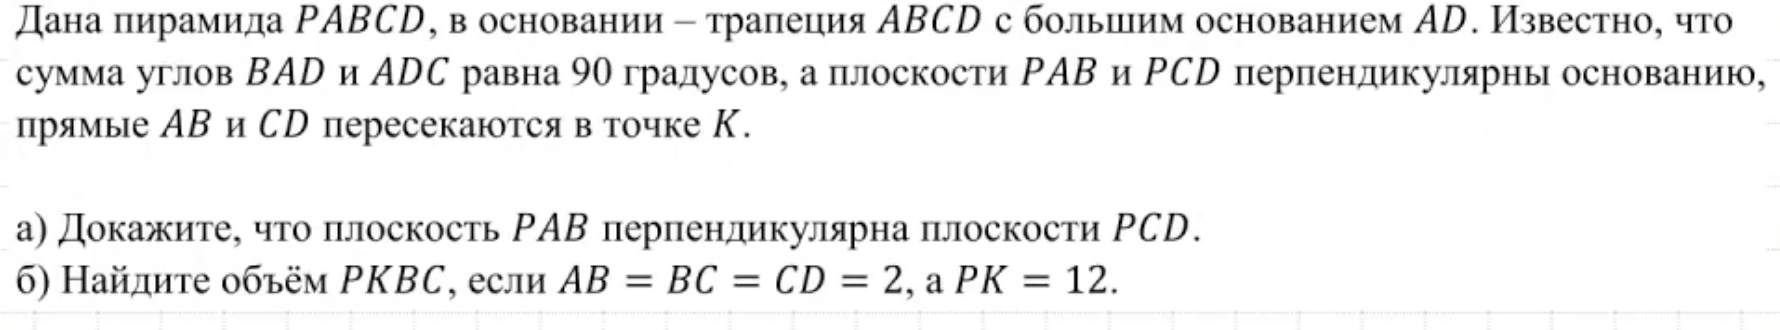 Дана пирамида PABCD, в основании – трапеция ABCD с большим основанием AD. Известно, что
сумма углов BAD и ADC равна 90 градусов, а плоскости PAB и PCD перпендикулярны основанию,
прямые AB и CD пересекаются в точке K.
а) Докажите, что плоскость PAB перпендикулярна плоскости PCD.
б) Найдите объём PKBC, если AB = BC = CD = 2, а PK = 12.